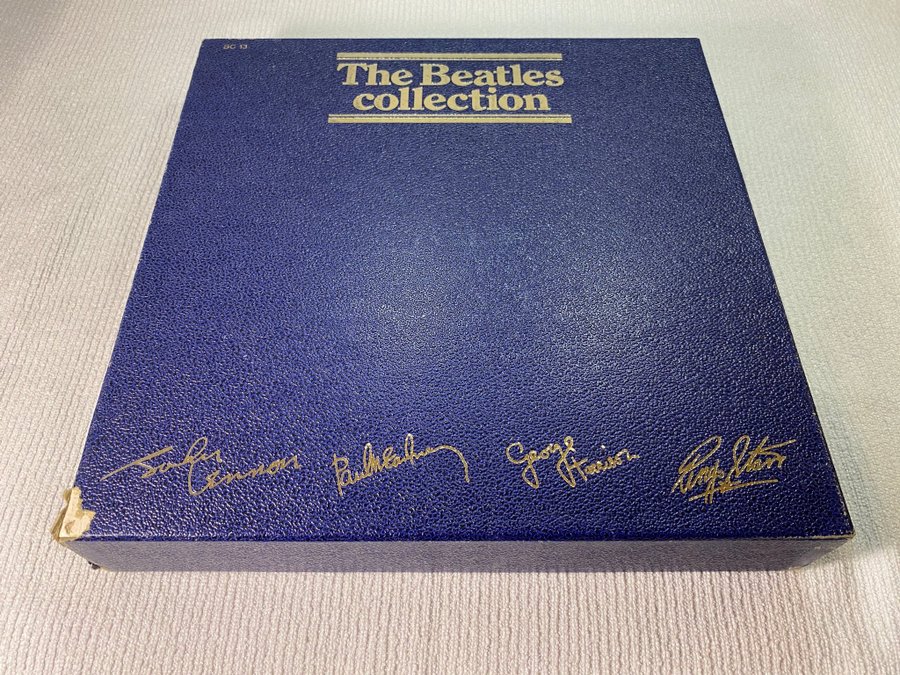 BC 13
The Beatles
collection
John Lennon
Paul McCartney
George Harrison
Ringo Starr